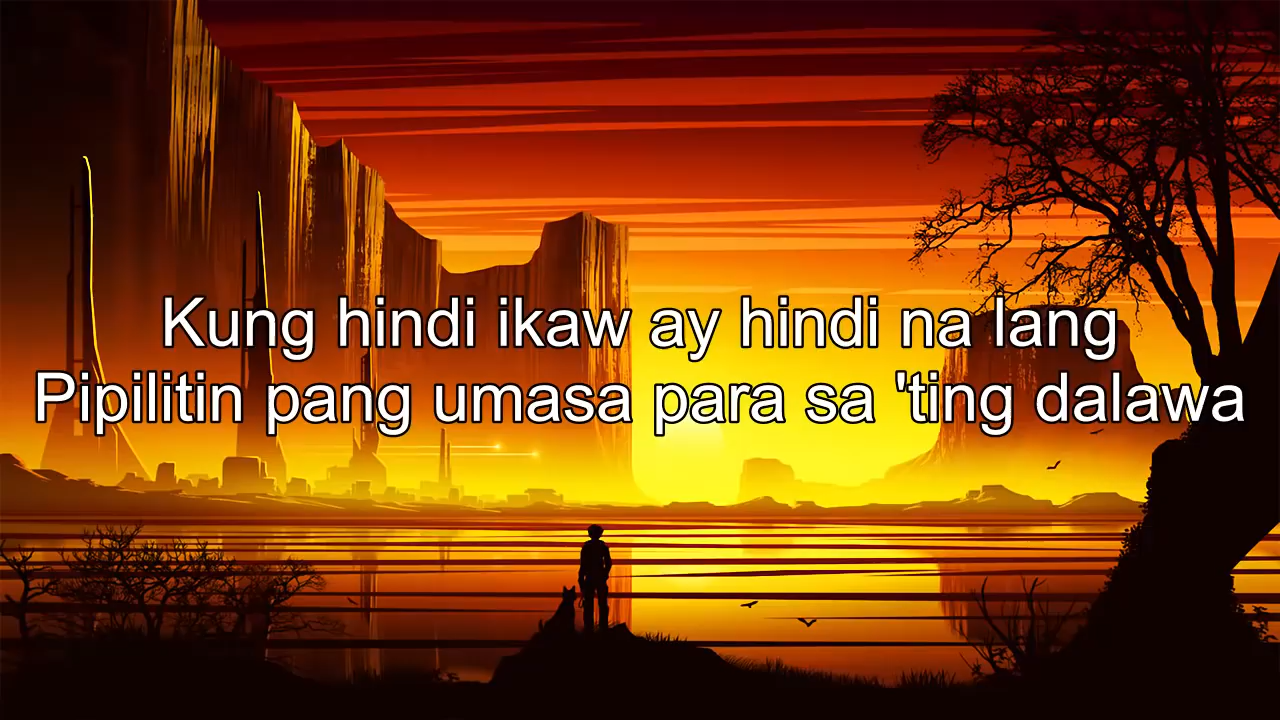 Kung hindi ikaw ay hindi na lang
Pipilitin pang umasa para sa 'ting dalawa